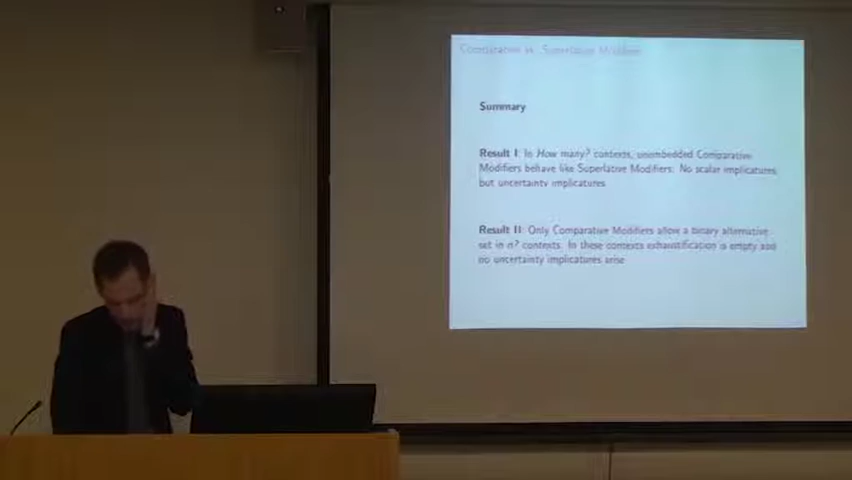 Comparative vs. Superlative Modifiers
Summary
Result I: In How many? contexts, unembedded Comparative
Modifiers behave like Superlative Modifiers: No scalar implicatures
but uncertainty implicatures
Result II: Only Comparative Modifiers allow a binary alternative
set in n? contexts. In these contexts exhaustification is empty and
no uncertainty implicatures arise